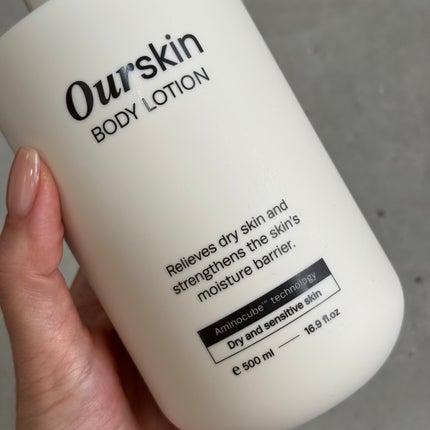 Ourskin
BODY LOTION
Relieves dry skin and
strengthens the skin's
moisture barrier.
Aminocube™ technology
Dry and sensitive skin
℮ 500 ml — 16.9 fl.oz